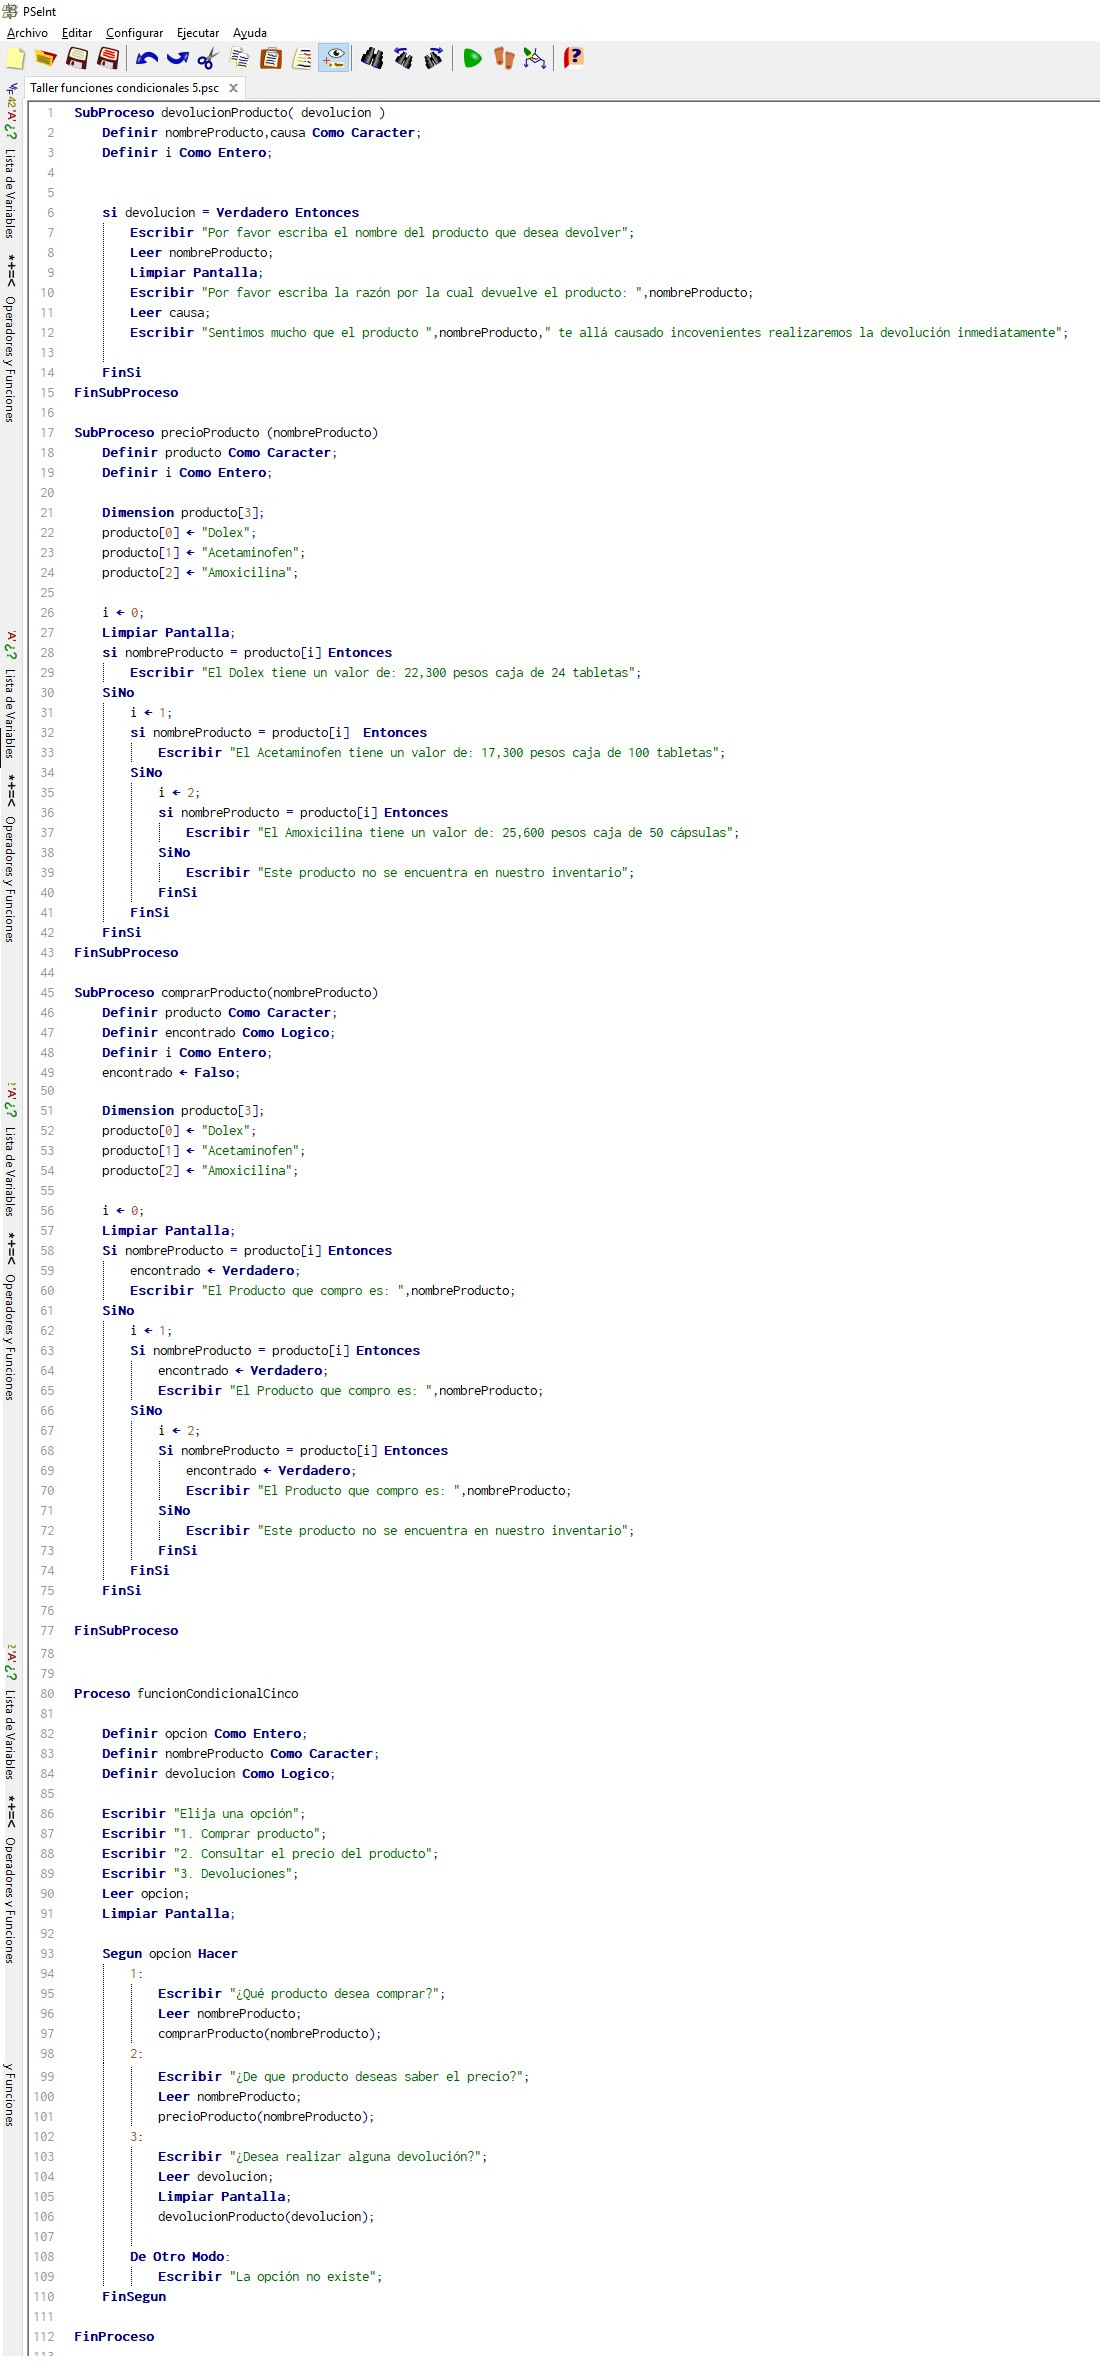 PSeInt
Archivo Editar Configurar Ejecutar Ayuda
Taller funciones condicionales 5.psc X
1 SubProceso devolucionProducto( devolucion )
2 Definir nombreProducto,causa Como Caracter;
3 Definir i Como Entero;
4
5
6 si devolucion = Verdadero Entonces
7 Escribir "Por favor escriba el nombre del producto que desea devolver";
8 Leer nombreProducto;
9 Limpiar Pantalla;
10 Escribir "Por favor escriba la razón por la cual devuelve el producto: ",nombreProducto;
11 Leer causa;
12 Escribir "Sentimos mucho que el producto ",nombreProducto," te allá causado incovenientes realizaremos la devolución inmediatamente";
13
14 FinSi
15 FinSubProceso
16
17 SubProceso precioProducto (nombreProducto)
18 Definir producto Como Caracter;
19 Definir i Como Entero;
20
21 Dimension producto[3];
22 producto[0] ← "Dolex";
23 producto[1] ← "Acetaminofen";
24 producto[2] ← "Amoxicilina";
25
26 i ← 0;
27 Limpiar Pantalla;
28 si nombreProducto = producto[i] Entonces
29 Escribir "El Dolex tiene un valor de: 22,300 pesos caja de 24 tabletas";
30 SiNo
31 i ← 1;
32 si nombreProducto = producto[i] Entonces
33 Escribir "El Acetaminofen tiene un valor de: 17,300 pesos caja de 100 tabletas";
34 SiNo
35 i ← 2;
36 si nombreProducto = producto[i] Entonces
37 Escribir "El Amoxicilina tiene un valor de: 25,600 pesos caja de 50 cápsulas";
38 SiNo
39 Escribir "Este producto no se encuentra en nuestro inventario";
40 FinSi
41 FinSi
42 FinSi
43 FinSubProceso
44
45 SubProceso comprarProducto(nombreProducto)
46 Definir producto Como Caracter;
47 Definir encontrado Como Logico;
48 Definir i Como Entero;
49 encontrado ← Falso;
50
51 Dimension producto[3];
52 producto[0] ← "Dolex";
53 producto[1] ← "Acetaminofen";
54 producto[2] ← "Amoxicilina";
55
56 i ← 0;
57 Limpiar Pantalla;
58 Si nombreProducto = producto[i] Entonces
59 encontrado ← Verdadero;
60 Escribir "El Producto que compro es: ",nombreProducto;
61 SiNo
62 i ← 1;
63 Si nombreProducto = producto[i] Entonces
64 encontrado ← Verdadero;
65 Escribir "El Producto que compro es: ",nombreProducto;
66 SiNo
67 i ← 2;
68 Si nombreProducto = producto[i] Entonces
69 encontrado ← Verdadero;
70 Escribir "El Producto que compro es: ",nombreProducto;
71 SiNo
72 Escribir "Este producto no se encuentra en nuestro inventario";
73 FinSi
74 FinSi
75 FinSi
76
77 FinSubProceso
78
79
80 Proceso funcionCondicionalCinco
81
82 Definir opcion Como Entero;
83 Definir nombreProducto Como Caracter;
84 Definir devolucion Como Logico;
85
86 Escribir "Elija una opción";
87 Escribir "1. Comprar producto";
88 Escribir "2. Consultar el precio del producto";
89 Escribir "3. Devoluciones";
90 Leer opcion;
91 Limpiar Pantalla;
92
93 Segun opcion Hacer
94 1:
95 Escribir "¿Qué producto desea comprar?";
96 Leer nombreProducto;
97 comprarProducto(nombreProducto);
98 2:
99 Escribir "¿De que producto deseas saber el precio?";
100 Leer nombreProducto;
101 precioProducto(nombreProducto);
102 3:
103 Escribir "¿Desea realizar alguna devolución?";
104 Leer devolucion;
105 Limpiar Pantalla;
106 devolucionProducto(devolucion);
107
108 De Otro Modo:
109 Escribir "La opción no existe";
110 FinSegun
111
112 FinProceso
Lista de Variables
*+=< Operadores y Funciones
Lista de Variables
*+=< Operadores y Funciones
Lista de Variables
*+=< Operadores y Funciones
Lista de Variables
*+=< Operadores y Funciones
y Funciones